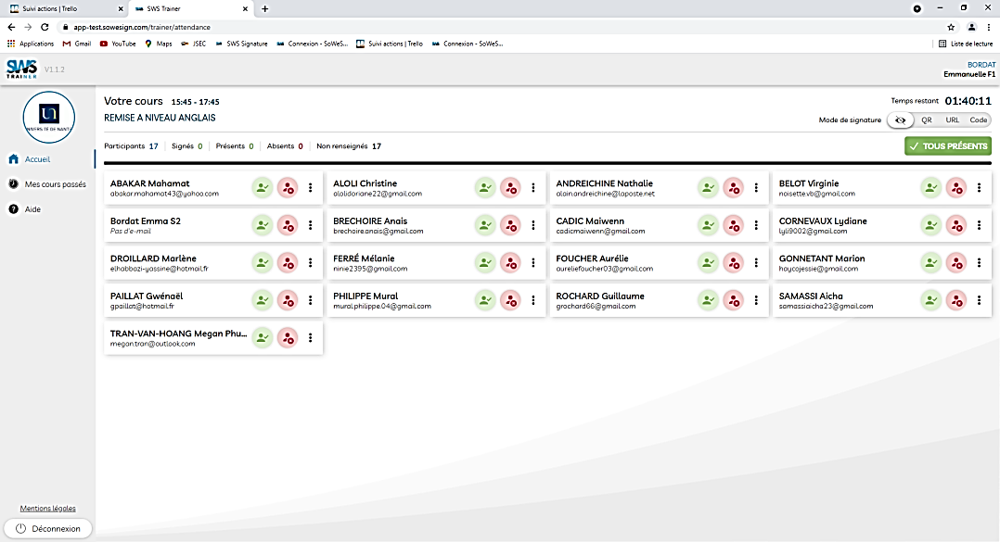 Suivi actions | Trello
SWS Trainer
app-test.sowesign.com/trainer/attendance
Applications
Gmail
YouTube
Maps
JSEC
SWS Signature
Connexion - SoWeS...
Suivi actions | Trello
Connexion - SoWeS...
Liste de lecture
SWS
TRAINER
V1.1.2
BORDAT
Emmanuelle F1
Votre cours 15:45 - 17:45
Temps restant 01:40:11
REMISE A NIVEAU ANGLAIS
Mode de signature QR URL Code
Participants 17 Signés 0 Présents 0 Absents 0 Non renseignés 17
TOUS PRÉSENTS
Accueil
Mes cours passés
Aide
ABAKAR Mahamat
abakar.mahamat43@yahoo.com
ALOLI Christine
alolidoriane22@gmail.com
ANDREICHINE Nathalie
alain.andreichine@laposte.net
BELOT Virginie
noisette.vb@gmail.com
Bordat Emma S2
Pas d'e-mail
BRECHOIRE Anais
brechoire.anais@gmail.com
CADIC Maiwenn
cadicmaiwenn@gmail.com
CORNEVAUX Lydiane
lyli9002@gmail.com
DROILLARD Marlène
elhabbazi-yassine@hotmail.fr
FERRÉ Mélanie
ninie2395@gmail.com
FOUCHER Aurélie
aureliefoucher03@gmail.com
GONNETANT Marion
haycojessie@gmail.com
PAILLAT Gwénaël
gpaillat@hotmail.fr
PHILIPPE Mural
mural.philippe.04@gmail.com
ROCHARD Guillaume
grochard66@gmail.com
SAMASSI Aicha
samassiaicha23@gmail.com
TRAN-VAN-HOANG Megan Phu...
megan.tran@outlook.com
Mentions légales
Déconnexion